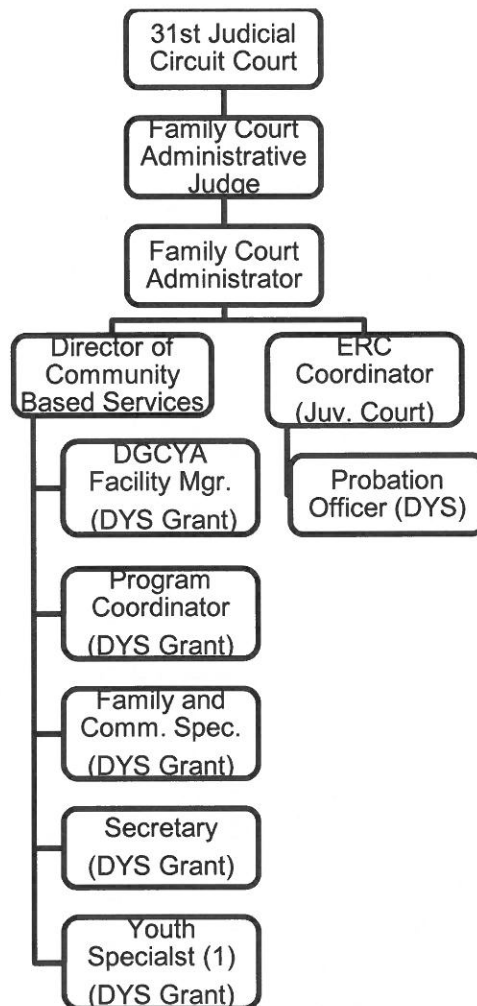 31st Judicial
Circuit Court
Family Court
Administrative
Judge
Family Court
Administrator
Director of
Community
Based Services
ERC
Coordinator
(Juv. Court)
DGCYA
Facility Mgr.
(DYS Grant)
Probation
Officer (DYS)
Program
Coordinator
(DYS Grant)
Family and
Comm. Spec.
(DYS Grant)
Secretary
(DYS Grant)
Youth
Specialst (1)
(DYS Grant)